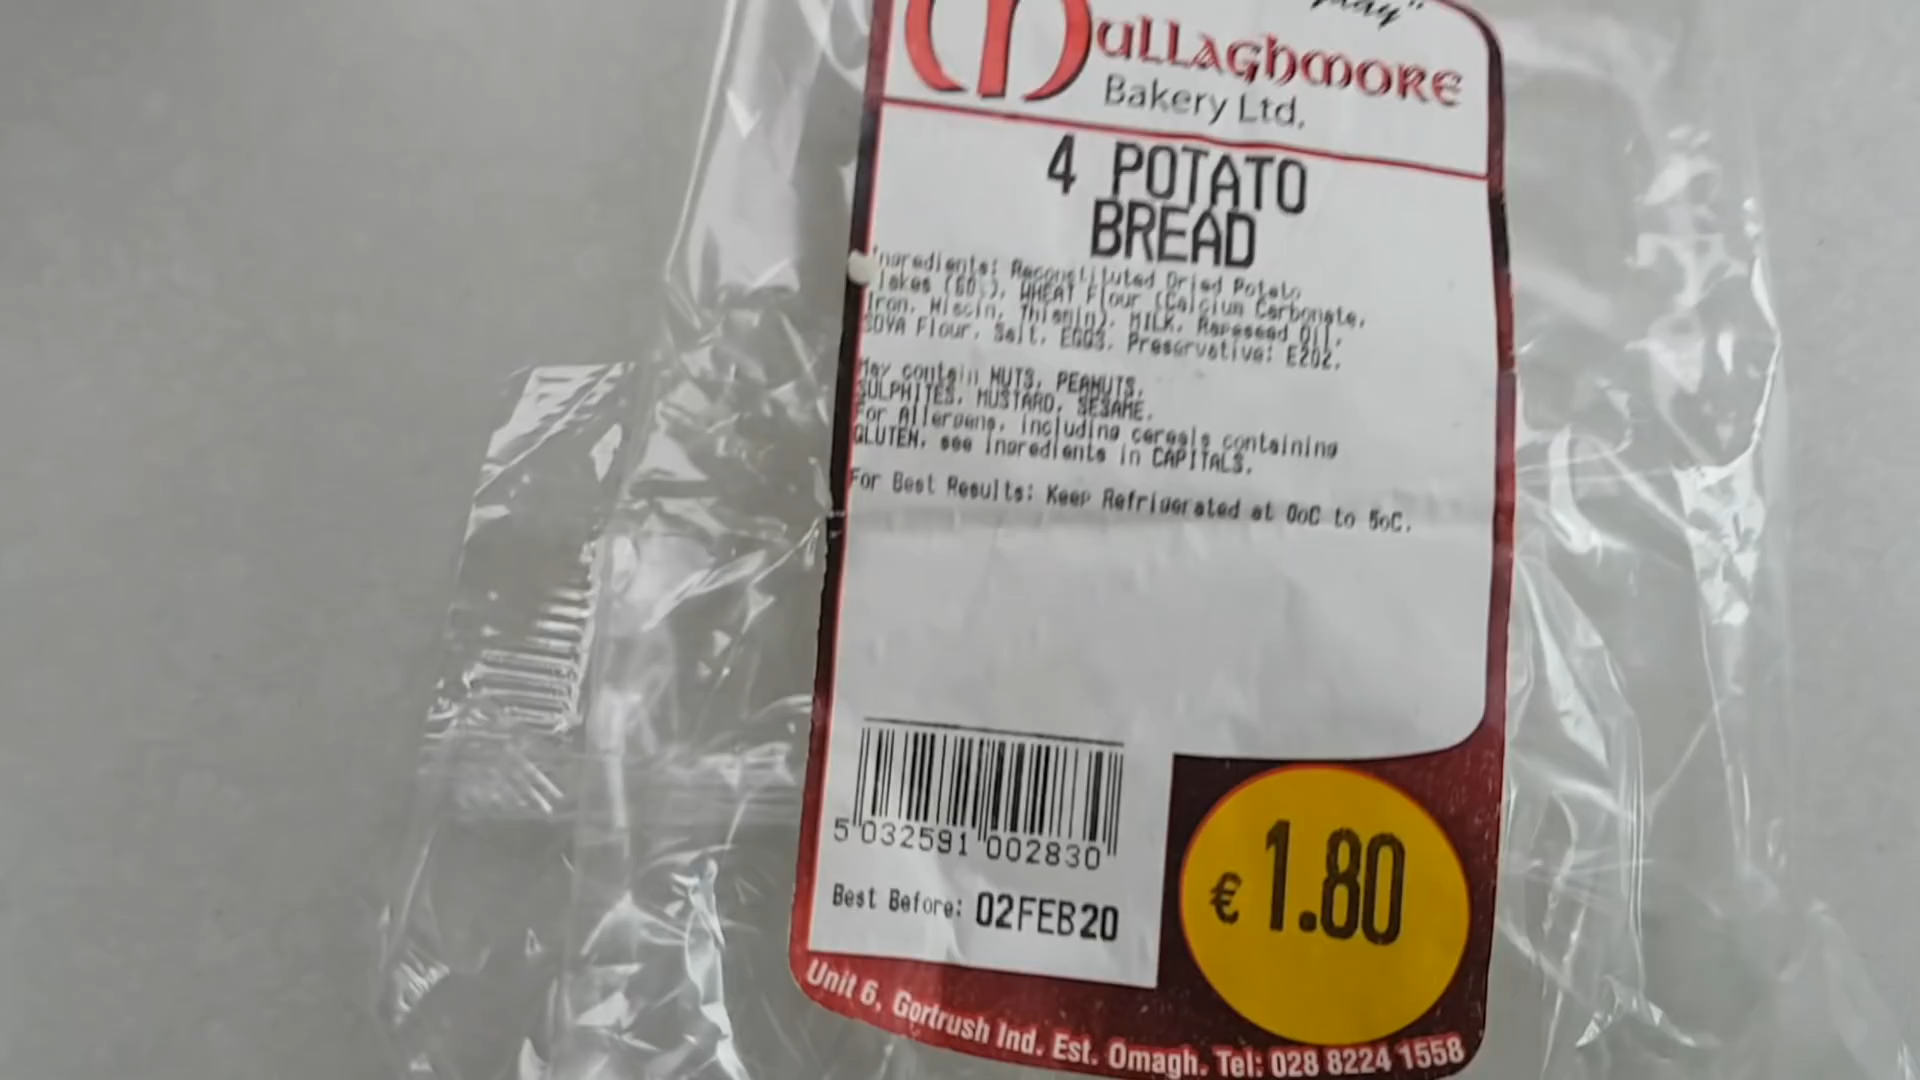 Mullaghmore
Bakery Ltd.
4 POTATO
BREAD
Ingredients: Reconstituted Dried Potato
lakes (60%), WHEAT Flour (Calcium Carbonate,
Iron, Niacin, Thiamin), MILK, Rapeseed Oil,
SOYA Flour, Salt, EGGS, Preservative: E202.
May contain NUTS, PEANUTS,
SULPHITES, MUSTARD, SESAME.
For Allergens, including cereals containing
GLUTEN, see Ingredients in CAPITALS.
For Best Results: Keep Refrigerated at 0oC to 5oC.
5 032591 002830
Best Before: 02FEB20
€ 1.80
Unit 6, Gortrush Ind. Est. Omagh. Tel: 028 8224 1558